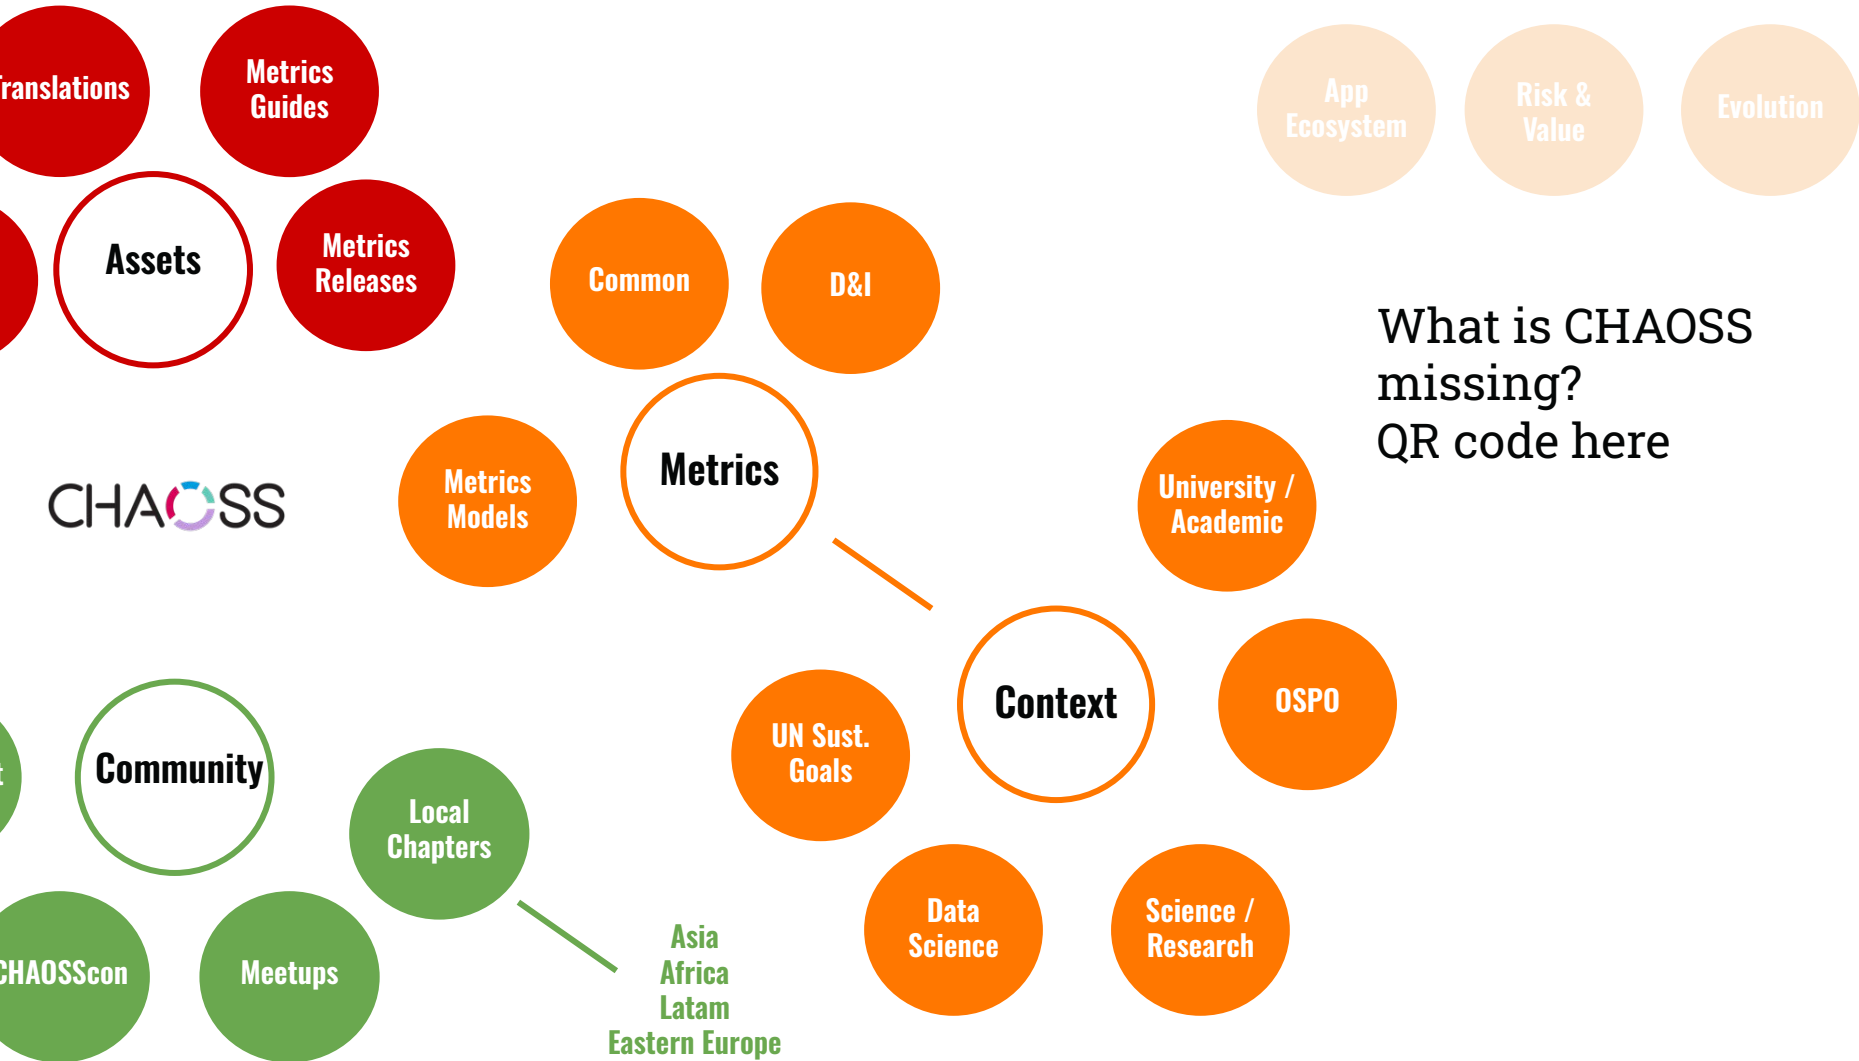 Translations
Metrics
Guides
Assets
Metrics
Releases
App
Ecosystem
Risk &
Value
Evolution
Common
D&I
What is CHAOSS
missing?
QR code here
Metrics
CHAOSS
Metrics
Models
University /
Academic
Context
OSPO
UN Sust.
Goals
Community
Local
Chapters
Data
Science
Science /
Research
CHAOSScon
Meetups
Asia
Africa
Latam
Eastern Europe